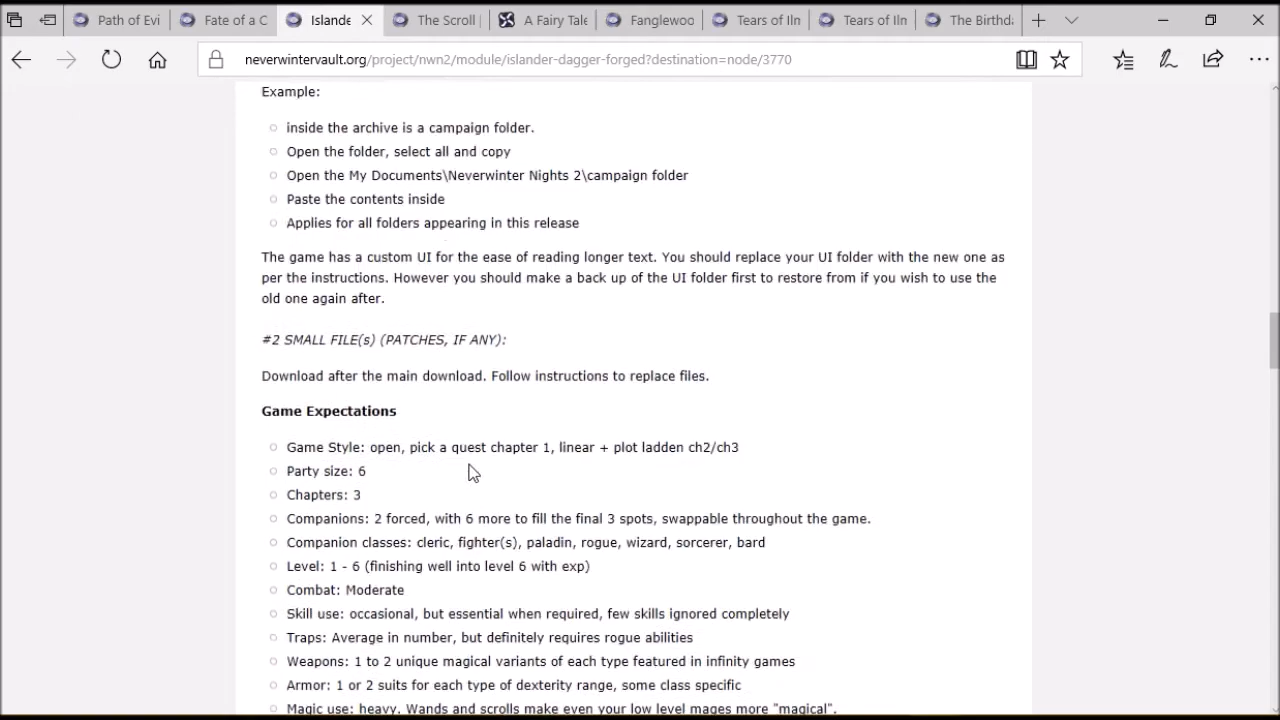 Path of Evi
Fate of a C
Islande
The Scroll
A Fairy Tale
Fanglewoo
Tears of Iln
Tears of Iln
The Birthda
neverwintervault.org/project/nwn2/module/islander-dagger-forged?destination=node/3770
Example:
inside the archive is a campaign folder.
Open the folder, select all and copy
Open the My Documents\Neverwinter Nights 2\campaign folder
Paste the contents inside
Applies for all folders appearing in this release
The game has a custom UI for the ease of reading longer text. You should replace your UI folder with the new one as
per the instructions. However you should make a back up of the UI folder first to restore from if you wish to use the
old one again after.
#2 SMALL FILE(s) (PATCHES, IF ANY):
Download after the main download. Follow instructions to replace files.
Game Expectations
Game Style: open, pick a quest chapter 1, linear + plot ladden ch2/ch3
Party size: 6
Chapters: 3
Companions: 2 forced, with 6 more to fill the final 3 spots, swappable throughout the game.
Companion classes: cleric, fighter(s), paladin, rogue, wizard, sorcerer, bard
Level: 1 - 6 (finishing well into level 6 with exp)
Combat: Moderate
Skill use: occasional, but essential when required, few skills ignored completely
Traps: Average in number, but definitely requires rogue abilities
Weapons: 1 to 2 unique magical variants of each type featured in infinity games
Armor: 1 or 2 suits for each type of dexterity range, some class specific
Magic use: heavy. Wands and scrolls make even your low level mages more "magical".